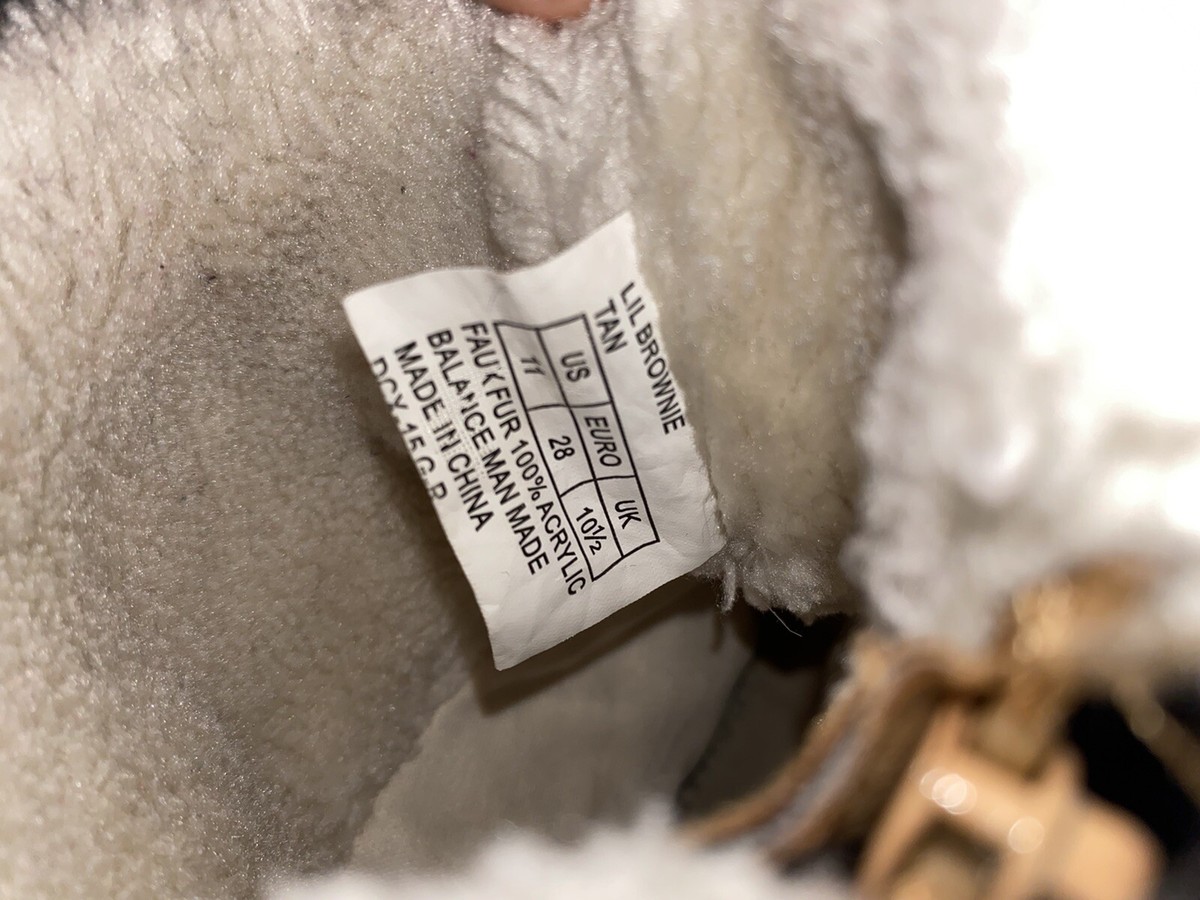 LIL BROWNIE
TAN
US EURO UK
11 28 10½
FAUX FUR 100% ACRYLIC
BALANCE MAN MADE
MADE IN CHINA